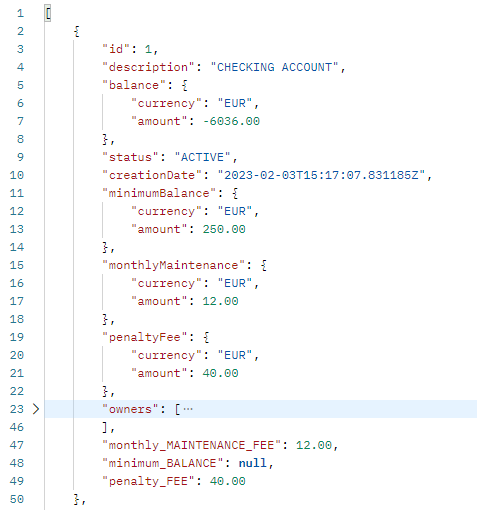 1 [
2 {
3 "id": 1,
4 "description": "CHECKING ACCOUNT",
5 "balance": {
6 "currency": "EUR",
7 "amount": -6036.00
8 },
9 "status": "ACTIVE",
10 "creationDate": "2023-02-03T15:17:07.831185Z",
11 "minimumBalance": {
12 "currency": "EUR",
13 "amount": 250.00
14 },
15 "monthlyMaintenance": {
16 "currency": "EUR",
17 "amount": 12.00
18 },
19 "penaltyFee": {
20 "currency": "EUR",
21 "amount": 40.00
22 },
23 > "owners": [ ⋯
46 ],
47 "monthly_MAINTENANCE_FEE": 12.00,
48 "minimum_BALANCE": null,
49 "penalty_FEE": 40.00
50 },